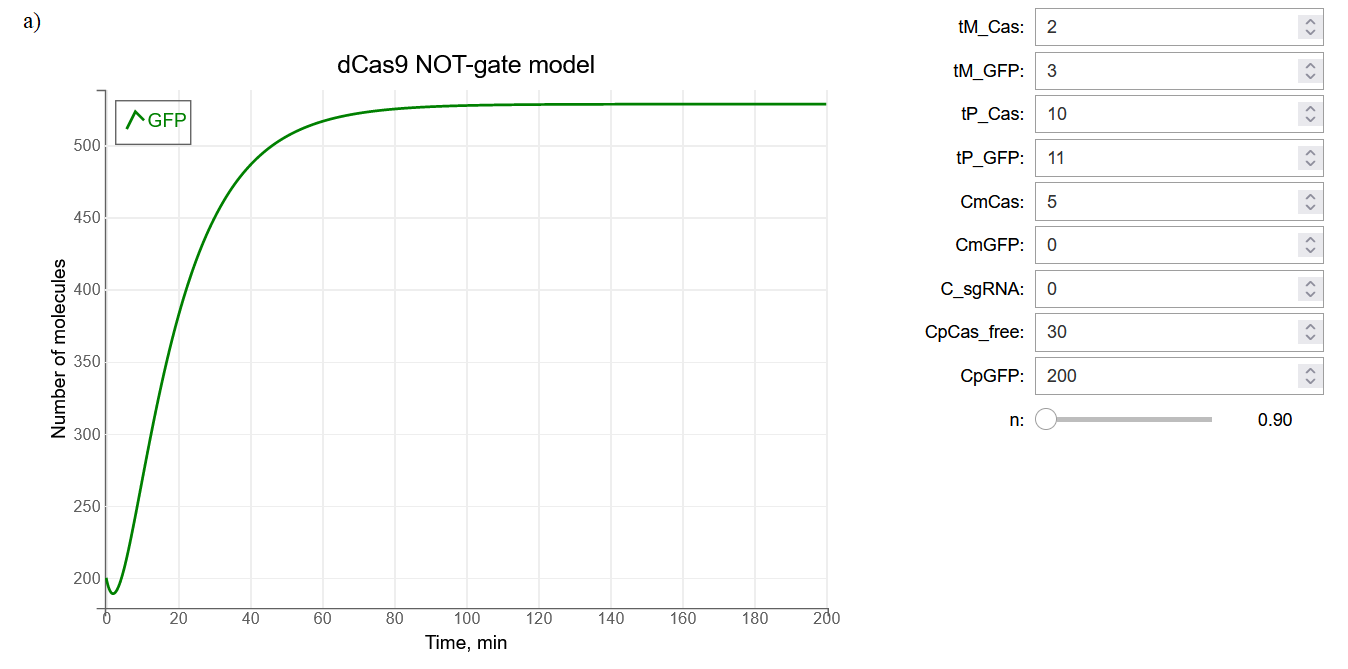 a)
dCas9 NOT-gate model
GFP
Number of molecules
500
450
400
350
300
250
200
0 20 40 60 80 100 120 140 160 180 200
Time, min
tM_Cas: 2
tM_GFP: 3
tP_Cas: 10
tP_GFP: 11
CmCas: 5
CmGFP: 0
C_sgRNA: 0
CpCas_free: 30
CpGFP: 200
n: 0.90